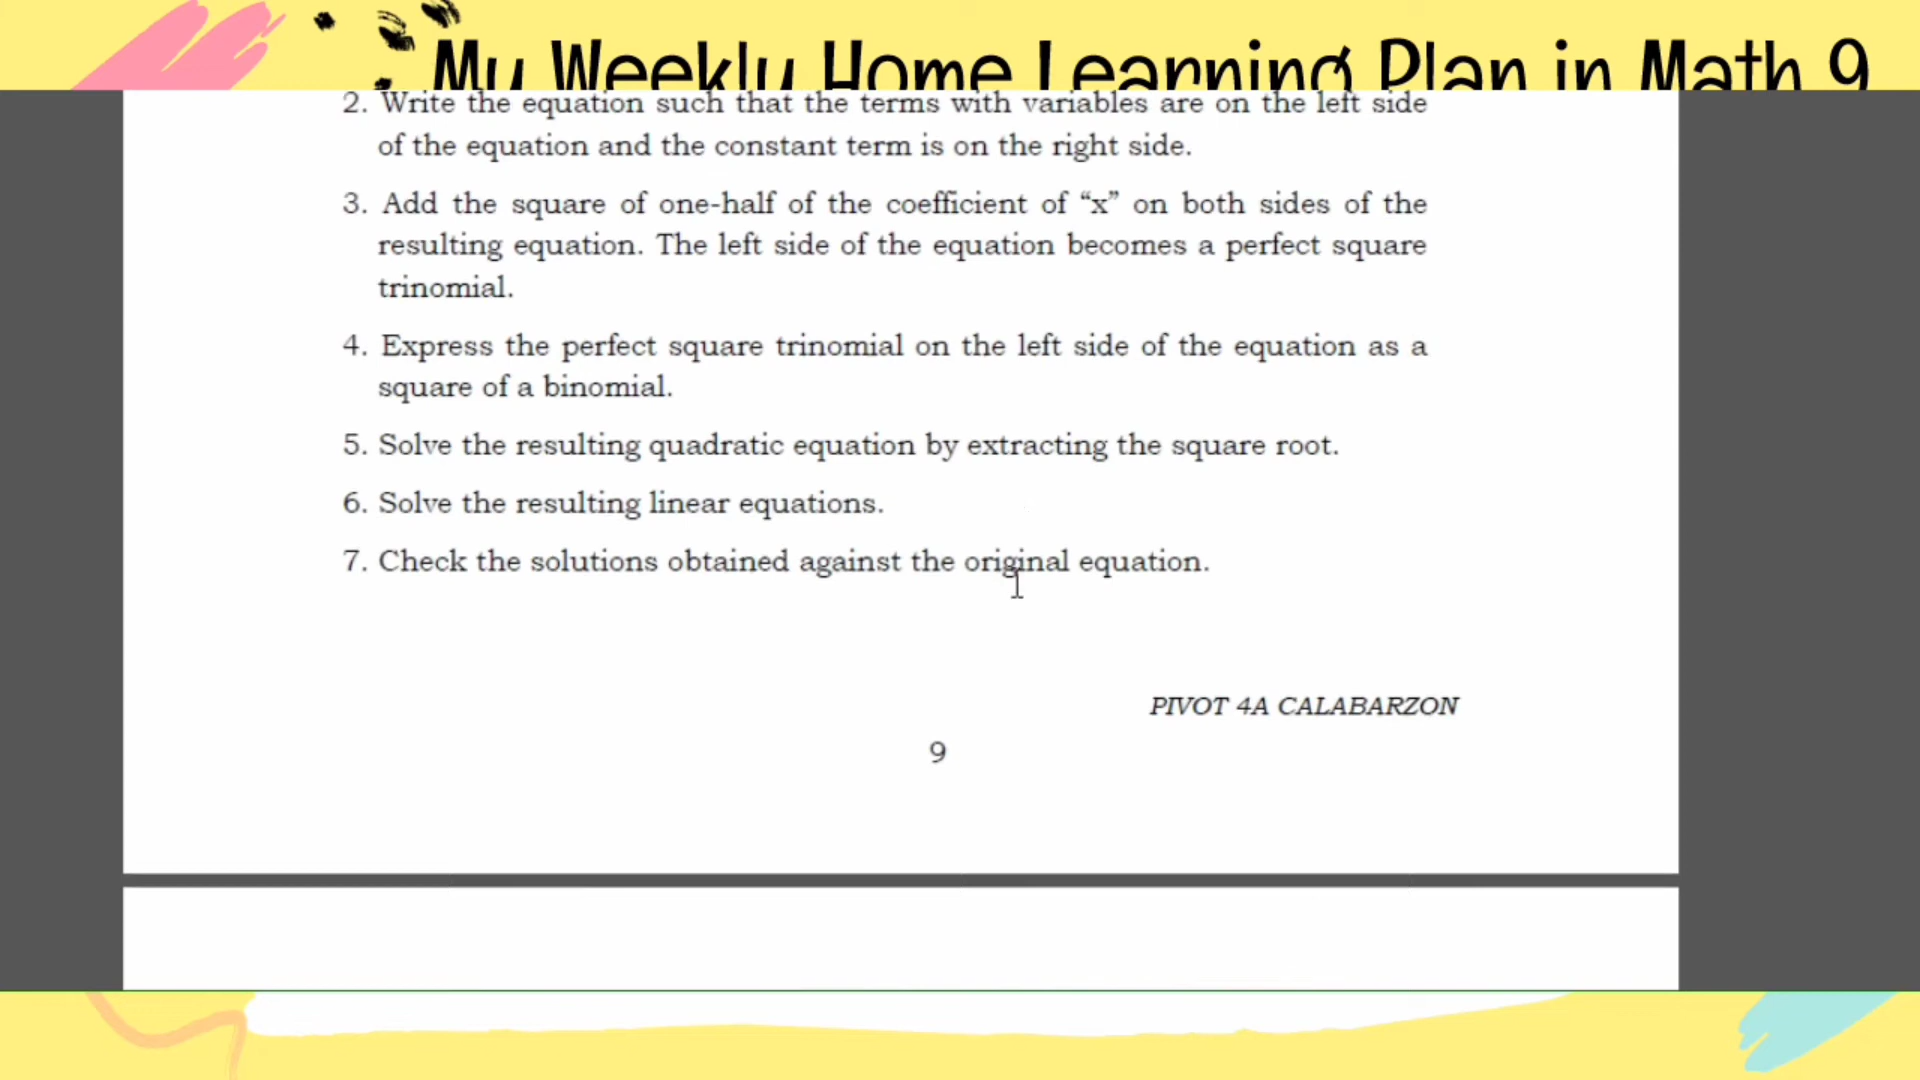 My Weekly Home Learning Plan in Math 9
2. Write the equation such that the terms with variables are on the left side
of the equation and the constant term is on the right side.
3. Add the square of one-half of the coefficient of “x” on both sides of the
resulting equation. The left side of the equation becomes a perfect square
trinomial.
4. Express the perfect square trinomial on the left side of the equation as a
square of a binomial.
5. Solve the resulting quadratic equation by extracting the square root.
6. Solve the resulting linear equations.
7. Check the solutions obtained against the original equation.
PIVOT 4A CALABARZON
9